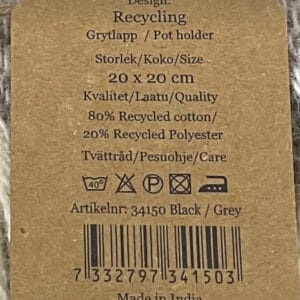 Design:
Recycling
Grytlapp / Pot holder
Storlek/Koko/Size
20 x 20 cm
Kvalitet/Laatu/Quality
80% Recycled cotton/
20% Recycled Polyester
Tvättråd/Pesuohje/Care
40°
P
Artikelnr: 34150 Black / Grey
7 332797 341503
Made in India